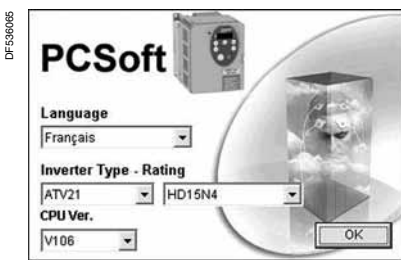 DF536065
PCSoft
Language
Français
Inverter Type - Rating
ATV21 HD15N4
CPU Ver.
V106
OK